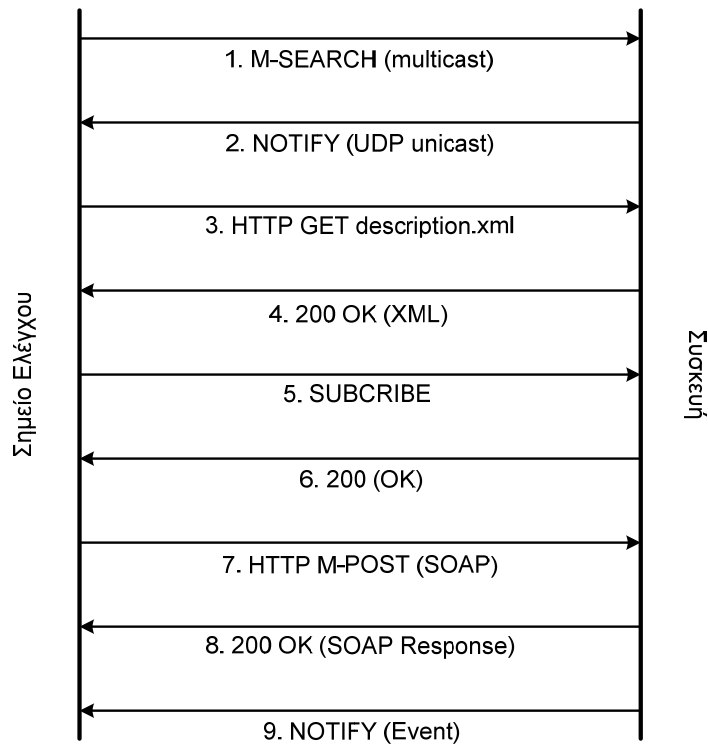 1. M-SEARCH (multicast)
2. NOTIFY (UDP unicast)
3. HTTP GET description.xml
4. 200 OK (XML)
5. SUBCRIBE
6. 200 (OK)
7. HTTP M-POST (SOAP)
8. 200 OK (SOAP Response)
9. NOTIFY (Event)
Σημείο Ελέγχου
Συσκευή